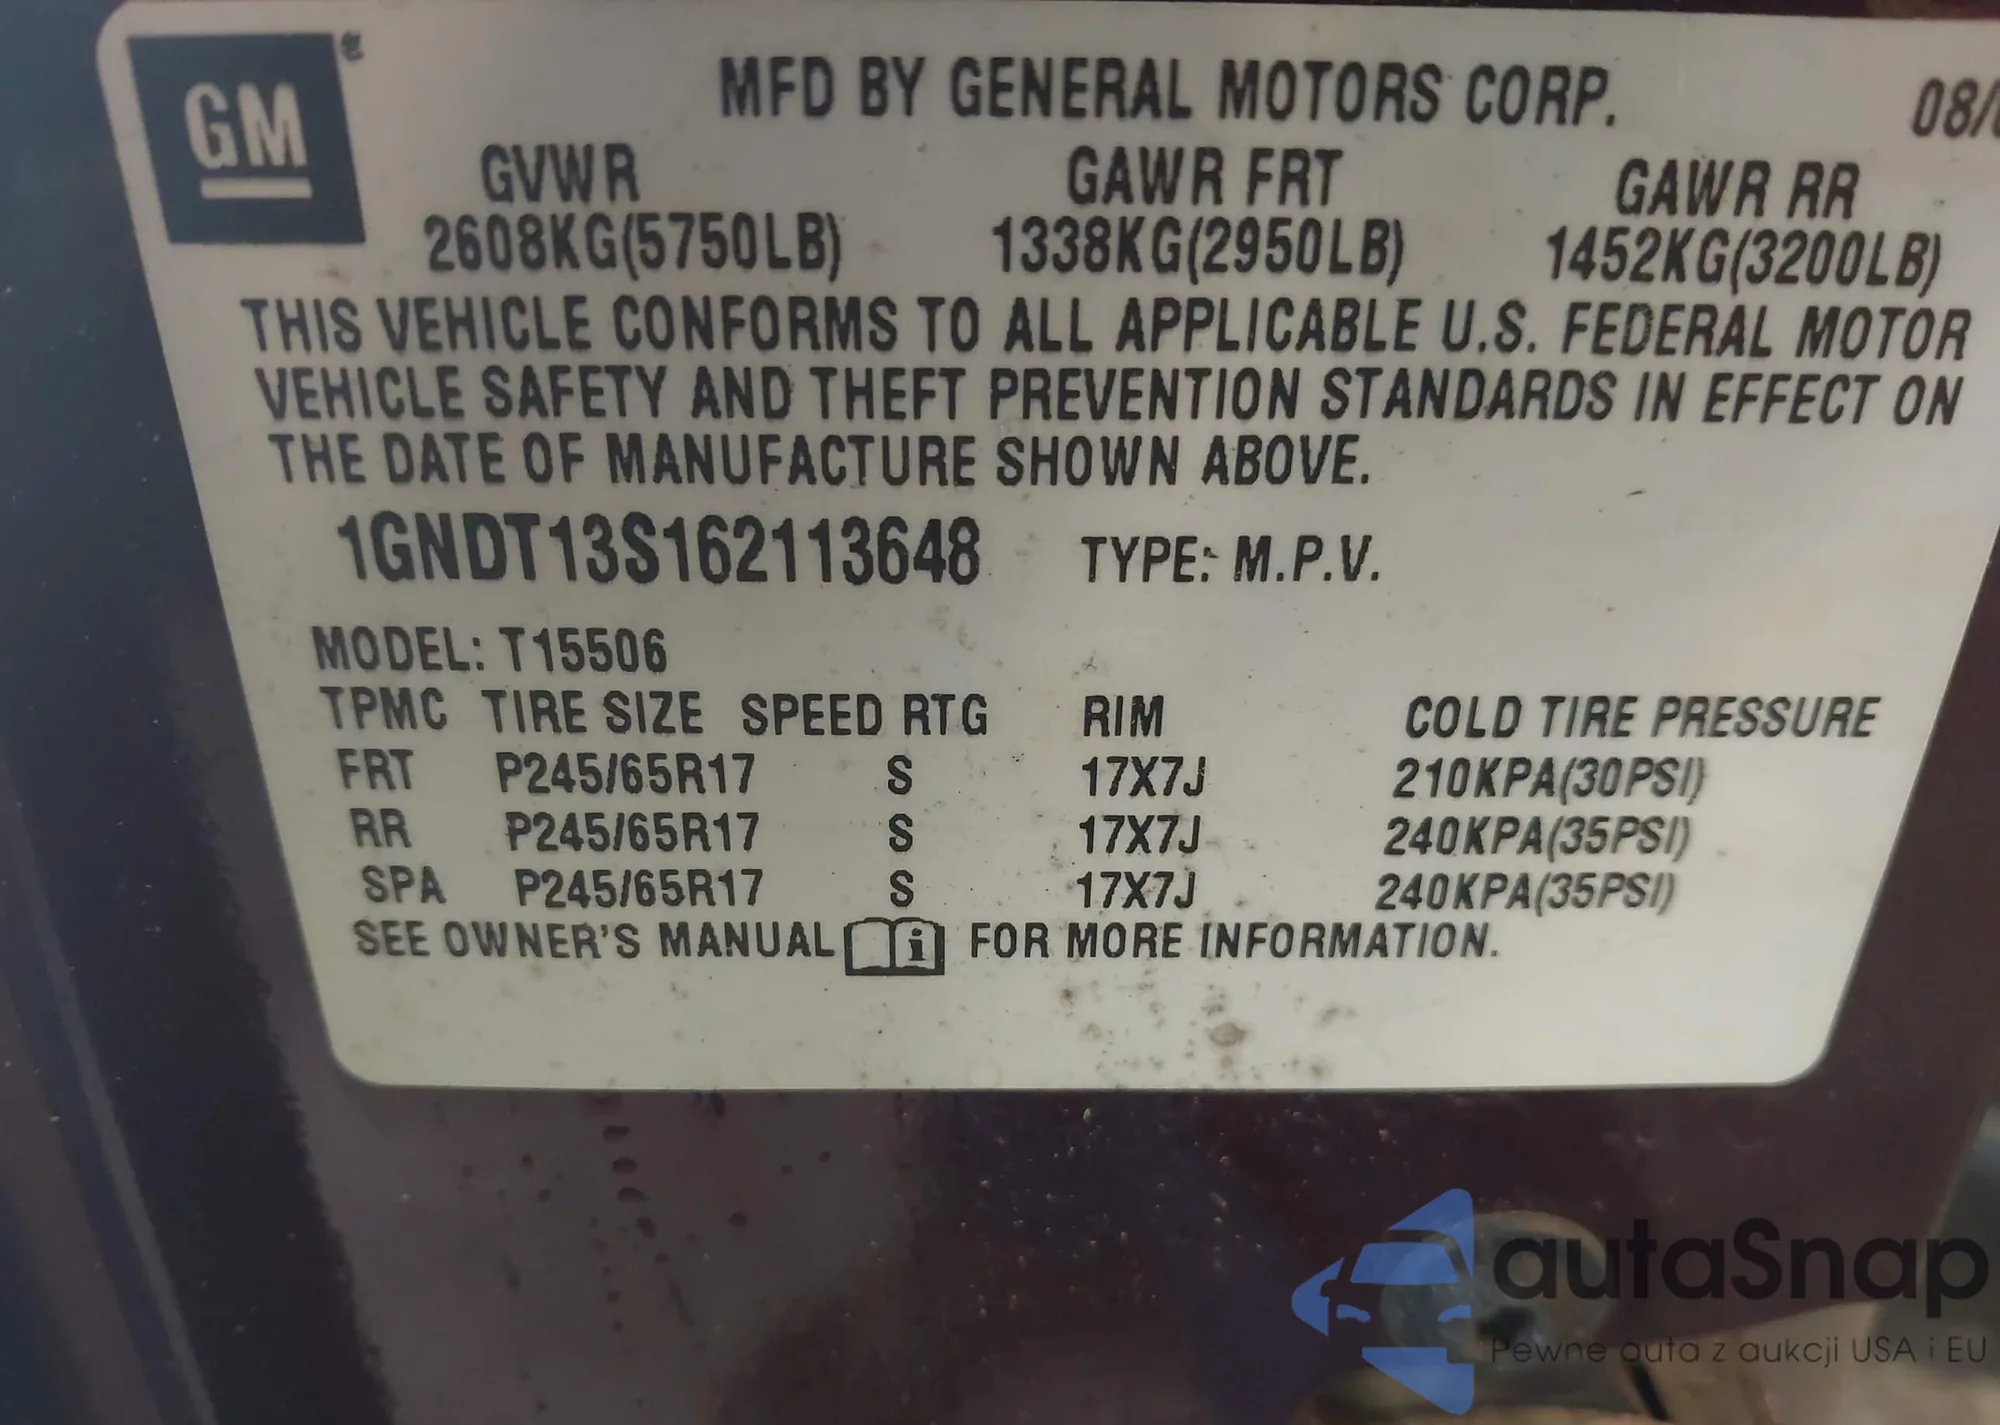 GM
MFD BY GENERAL MOTORS CORP. 08/
GVWR GAWR FRT GAWR RR
2608KG(5750LB) 1338KG(2950LB) 1452KG(3200LB)
THIS VEHICLE CONFORMS TO ALL APPLICABLE U.S. FEDERAL MOTOR
VEHICLE SAFETY AND THEFT PREVENTION STANDARDS IN EFFECT ON
THE DATE OF MANUFACTURE SHOWN ABOVE.
1GNDT13S162113648 TYPE: M.P.V.
MODEL: T15506
TPMC TIRE SIZE SPEED RTG RIM COLD TIRE PRESSURE
FRT P245/65R17 S 17X7J 210KPA(30PSI)
RR P245/65R17 S 17X7J 240KPA(35PSI)
SPA P245/65R17 S 17X7J 240KPA(35PSI)
SEE OWNER'S MANUAL i FOR MORE INFORMATION.
autaSnap
Pewne auta z aukcji USA i EU